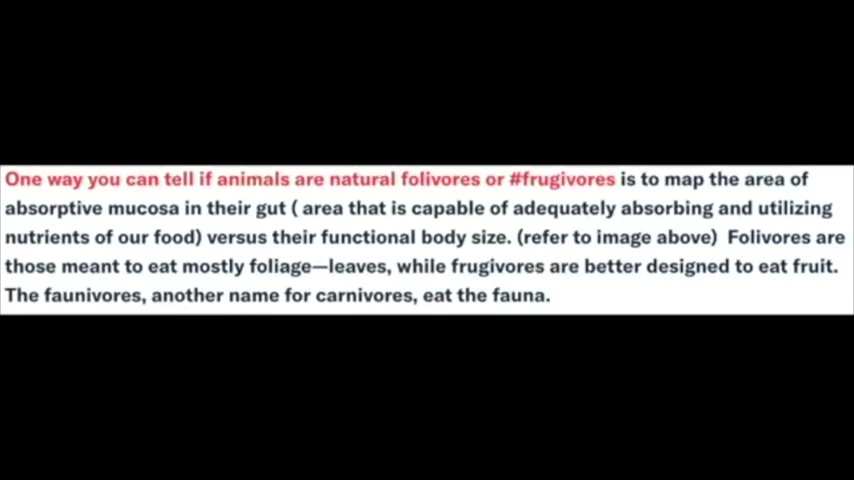 One way you can tell if animals are natural folivores or #frugivores is to map the area of
absorptive mucosa in their gut ( area that is capable of adequately absorbing and utilizing
nutrients of our food) versus their functional body size. (refer to image above)  Folivores are
those meant to eat mostly foliage—leaves, while frugivores are better designed to eat fruit.
The faunivores, another name for carnivores, eat the fauna.